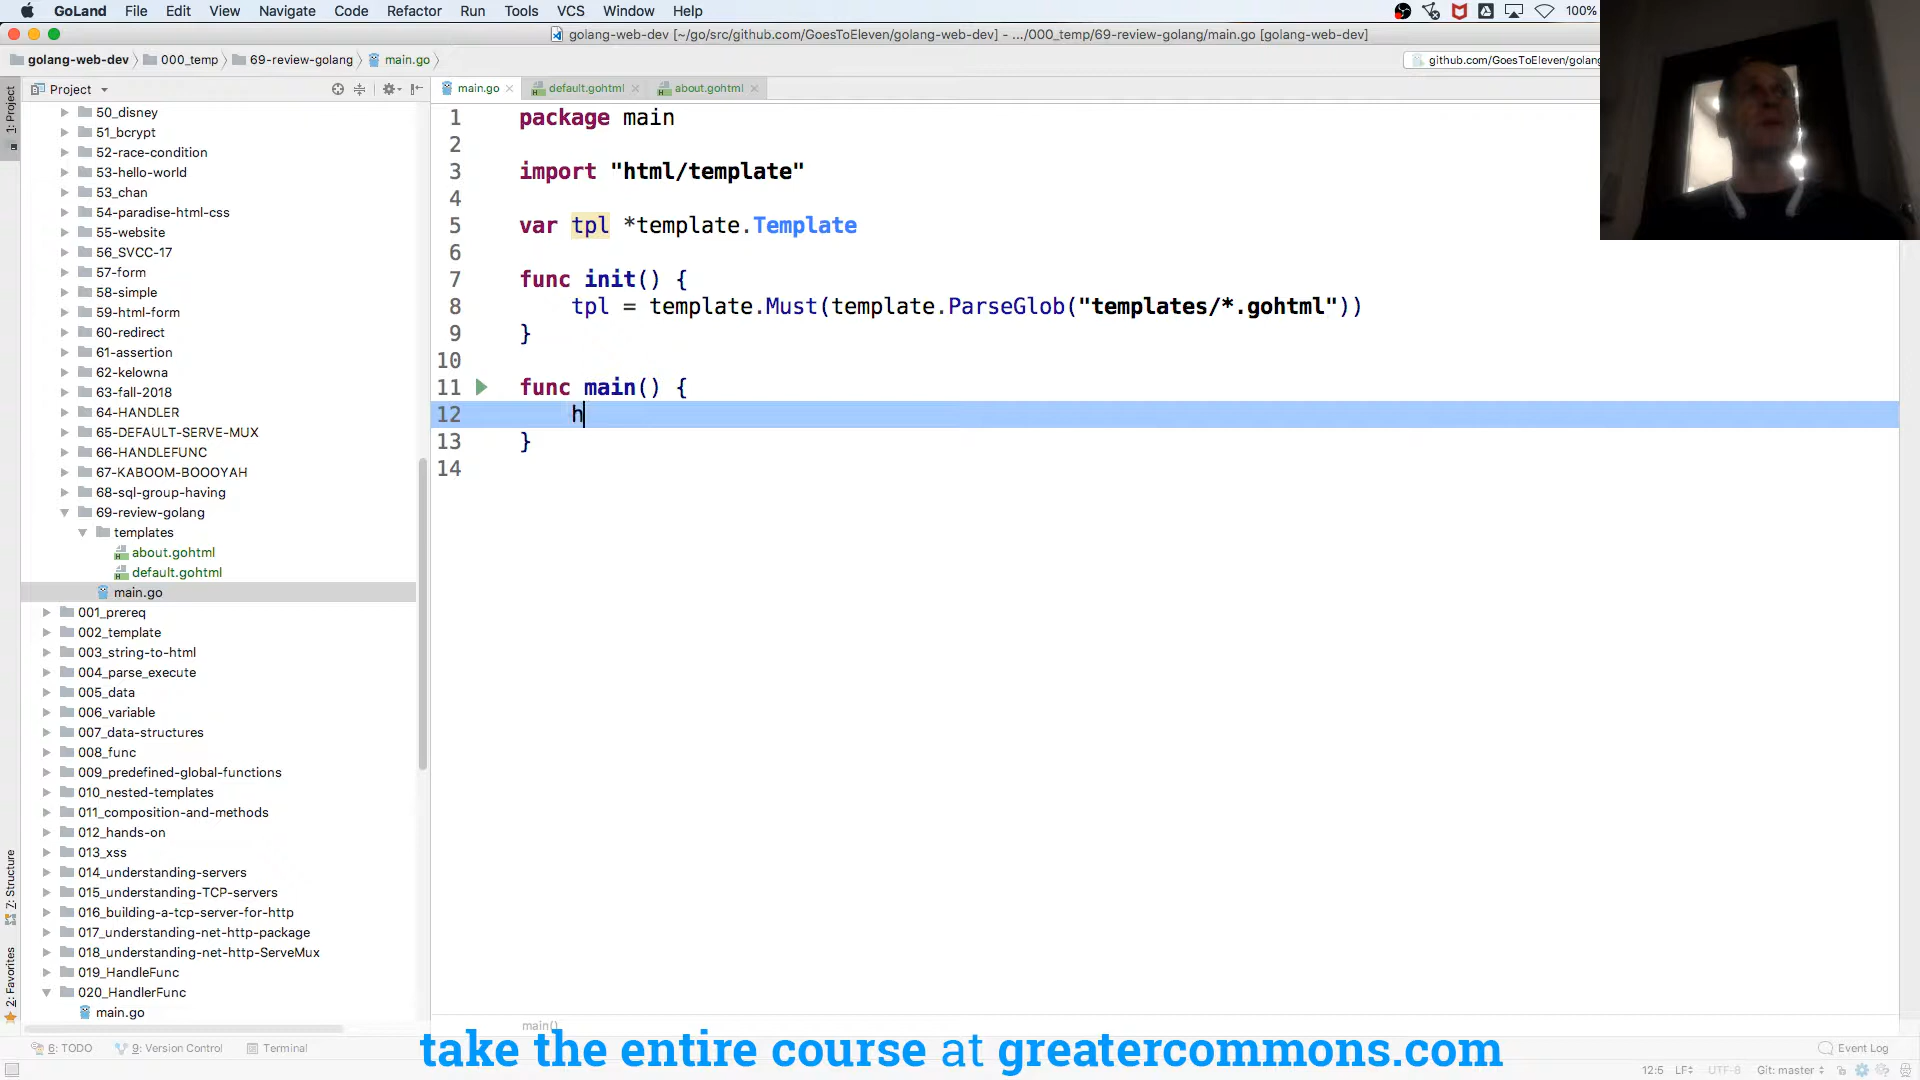 GoLand File Edit View Navigate Code Refactor Run Tools VCS Window Help 100%
golang-web-dev [~/go/src/github.com/GoesToEleven/golang-web-dev] - .../000_temp/69-review-golang/main.go [golang-web-dev]
golang-web-dev 000_temp 69-review-golang main.go github.com/GoesToEleven/golang
1: Project
Project
main.go default.gohtml about.gohtml
50_disney
51_bcrypt
52-race-condition
53-hello-world
53_chan
54-paradise-html-css
55-website
56_SVCC-17
57-form
58-simple
59-html-form
60-redirect
61-assertion
62-kelowna
63-fall-2018
64-HANDLER
65-DEFAULT-SERVE-MUX
66-HANDLEFUNC
67-KABOOM-BOOOYAH
68-sql-group-having
69-review-golang
templates
about.gohtml
default.gohtml
main.go
001_prereq
002_template
003_string-to-html
004_parse_execute
005_data
006_variable
007_data-structures
008_func
009_predefined-global-functions
010_nested-templates
011_composition-and-methods
012_hands-on
013_xss
014_understanding-servers
015_understanding-TCP-servers
016_building-a-tcp-server-for-http
017_understanding-net-http-package
018_understanding-net-http-ServeMux
019_HandleFunc
020_HandlerFunc
main.go
7: Structure
2: Favorites
1 package main
2
3 import "html/template"
4
5 var tpl *template.Template
6
7 func init() {
8 tpl = template.Must(template.ParseGlob("templates/*.gohtml"))
9 }
10
11 func main() {
12 h
13 }
14
main()
take the entire course at greatercommons.com
6: TODO 9: Version Control Terminal Event Log
12:5 LF UTF-8 Git: master